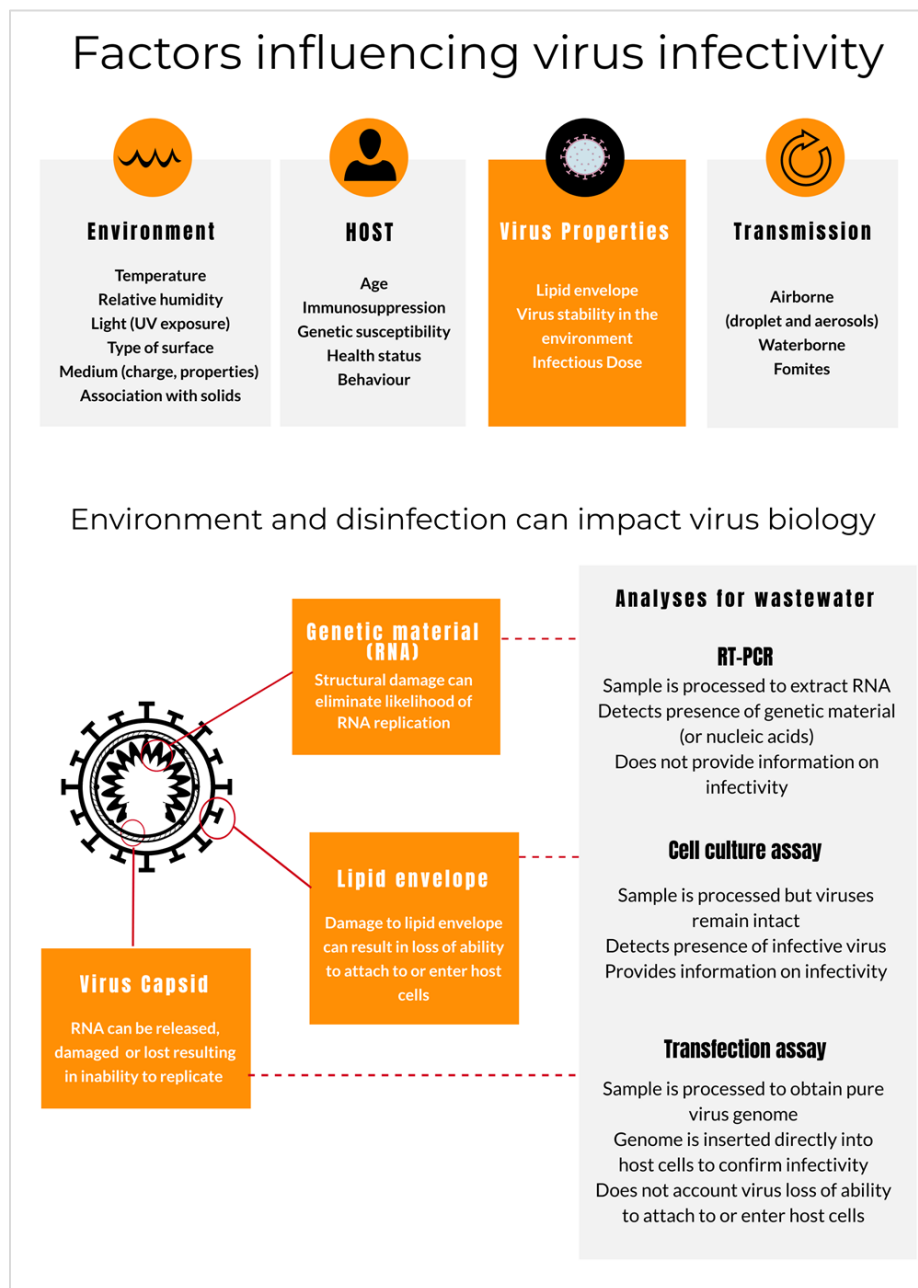 Factors influencing virus infectivity
Environment
Temperature
Relative humidity
Light (UV exposure)
Type of surface
Medium (charge, properties)
Association with solids
HOST
Age
Immunosuppression
Genetic susceptibility
Health status
Behaviour
Virus Properties
Lipid envelope
Virus stability in the
environment
Infectious Dose
Transmission
Airborne
(droplet and aerosols)
Waterborne
Fomites
Environment and disinfection can impact virus biology
Genetic material
(RNA)
Structural damage can
eliminate likelihood of
RNA replication
Lipid envelope
Damage to lipid envelope
can result in loss of ability
to attach to or enter host
cells
Virus Capsid
RNA can be released,
damaged or lost resulting
in inability to replicate
Analyses for wastewater
RT-PCR
Sample is processed to extract RNA
Detects presence of genetic material
(or nucleic acids)
Does not provide information on
infectivity
Cell culture assay
Sample is processed but viruses
remain intact
Detects presence of infective virus
Provides information on infectivity
Transfection assay
Sample is processed to obtain pure
virus genome
Genome is inserted directly into
host cells to confirm infectivity
Does not account virus loss of ability
to attach to or enter host cells